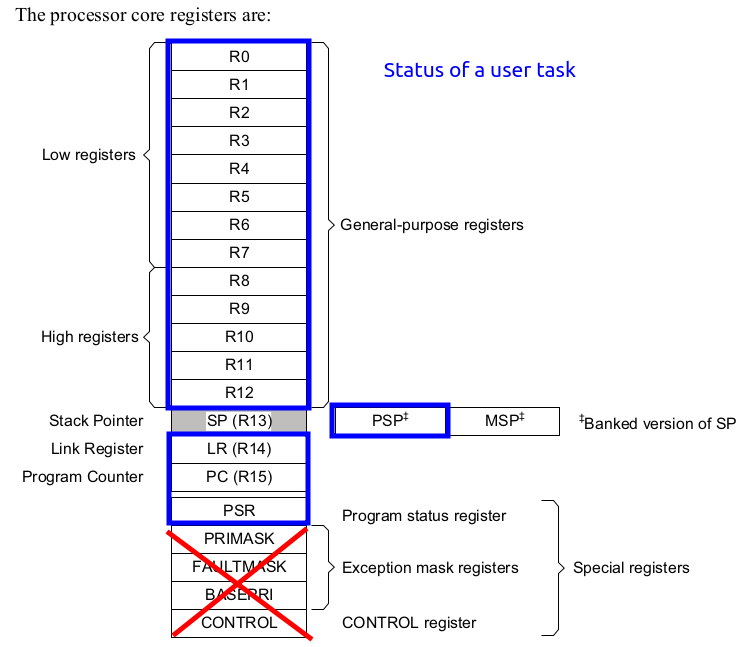 The processor core registers are:
Status of a user task
R0
R1
R2
R3
Low registers
R4
R5
R6
General-purpose registers
R7
R8
R9
High registers
R10
R11
R12
Stack Pointer SP (R13) PSP‡ MSP‡ ‡Banked version of SP
Link Register LR (R14)
Program Counter PC (R15)
PSR Program status register
PRIMASK
FAULTMASK Exception mask registers Special registers
BASEPRI
CONTROL CONTROL register